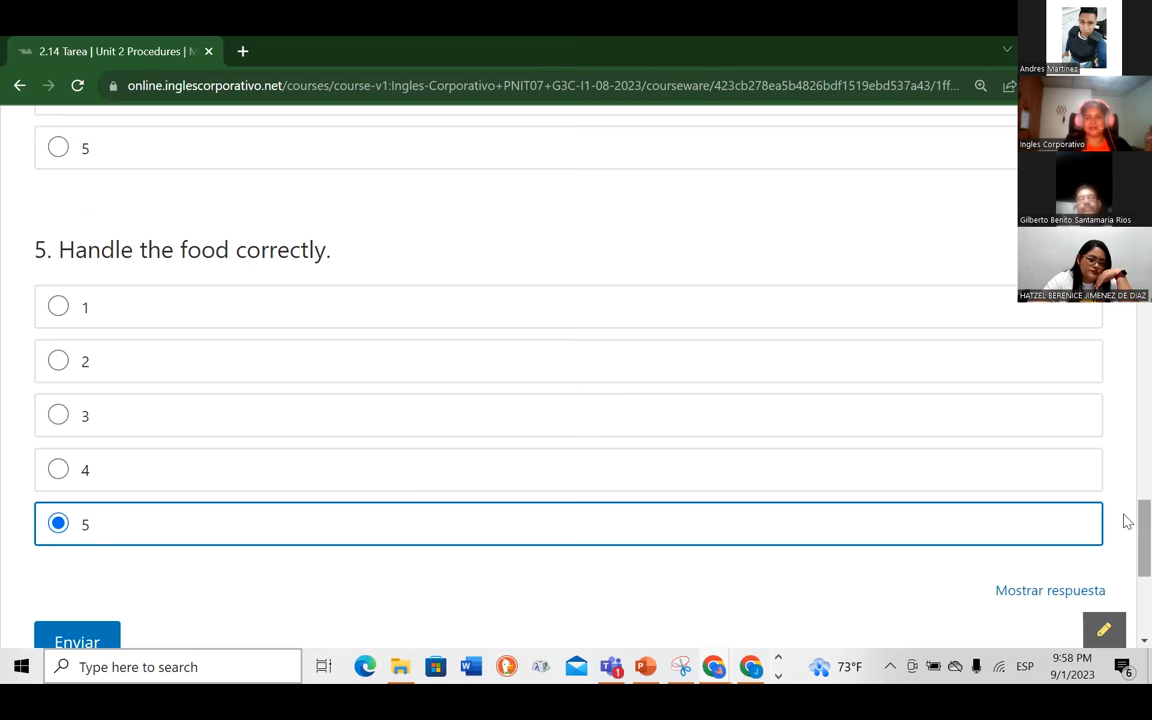 2.14 Tarea | Unit 2 Procedures |
online.inglescorporativo.net/courses/course-v1:Ingles-Corporativo+PNIT07+G3C-I1-08-2023/courseware/423cb278ea5b4826bdf1519ebd537a43/1ff...
Andres Martinez
Ingles Corporativo
Gilberto Benito Santamaria Rios
HATZEL BERENICE JIMENEZ DE DIAZ
5
5. Handle the food correctly.
1
2
3
4
5
Mostrar respuesta
Enviar
Type here to search
73°F
ESP
9:58 PM
9/1/2023
6
1